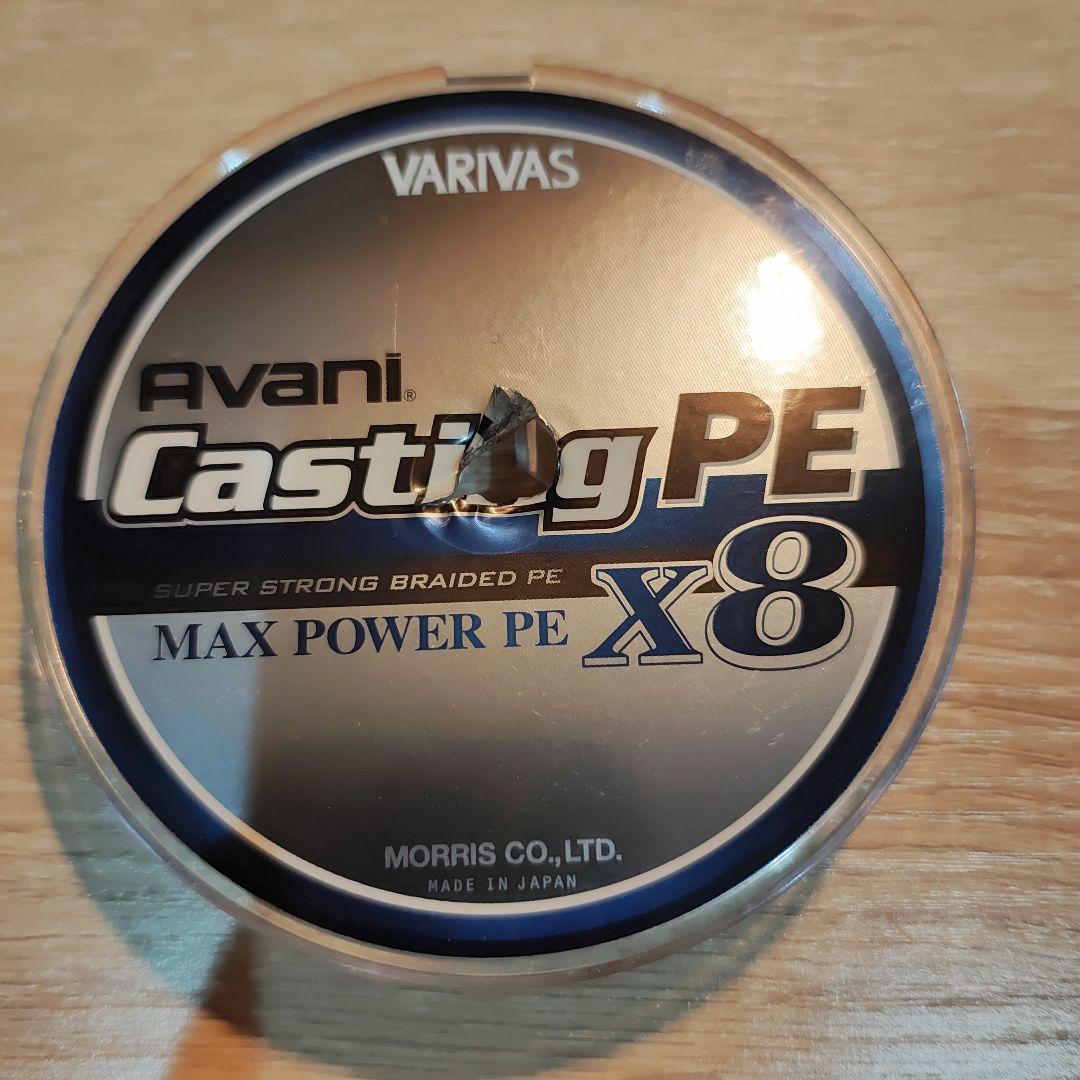 VARIVAS
Avani®
Casting PE
SUPER STRONG BRAIDED PE
MAX POWER PE X8
MORRIS CO.,LTD.
MADE IN JAPAN